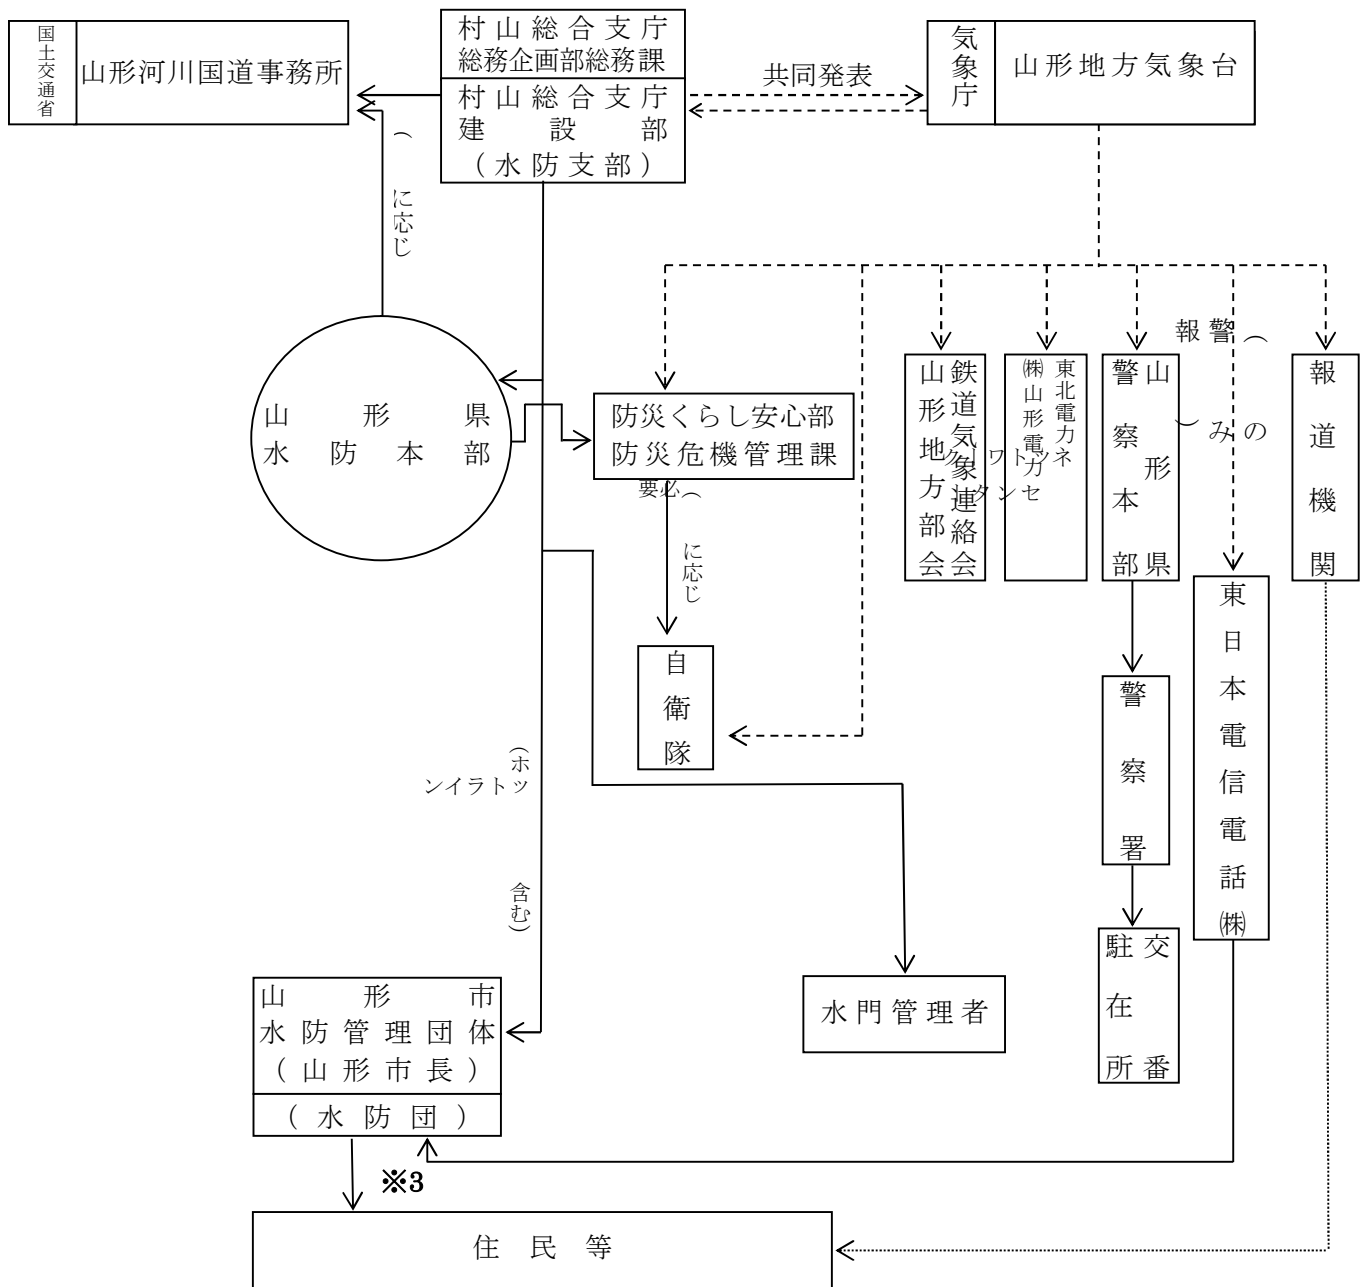 国土交通省
山形河川国道事務所
村山総合支庁
総務企画部総務課
村山総合支庁
建設部
（水防支部）
共同発表
気象庁
山形地方気象台
（
に応じ
山形県
水防本部
防災くらし安心部
防災危機管理課
（必要
に応じ
自衛隊
鉄道気象連絡会
山形地方部会
東北電力ネットワーク
㈱山形電力センター
山形県
警察本部
警察署
交番
駐在所
（警報
のみ）
東日本電信電話㈱
報道機関
（ホットライン
含む）
山形市
水防管理団体
（山形市長）
（水防団）
水門管理者
※3
住民等